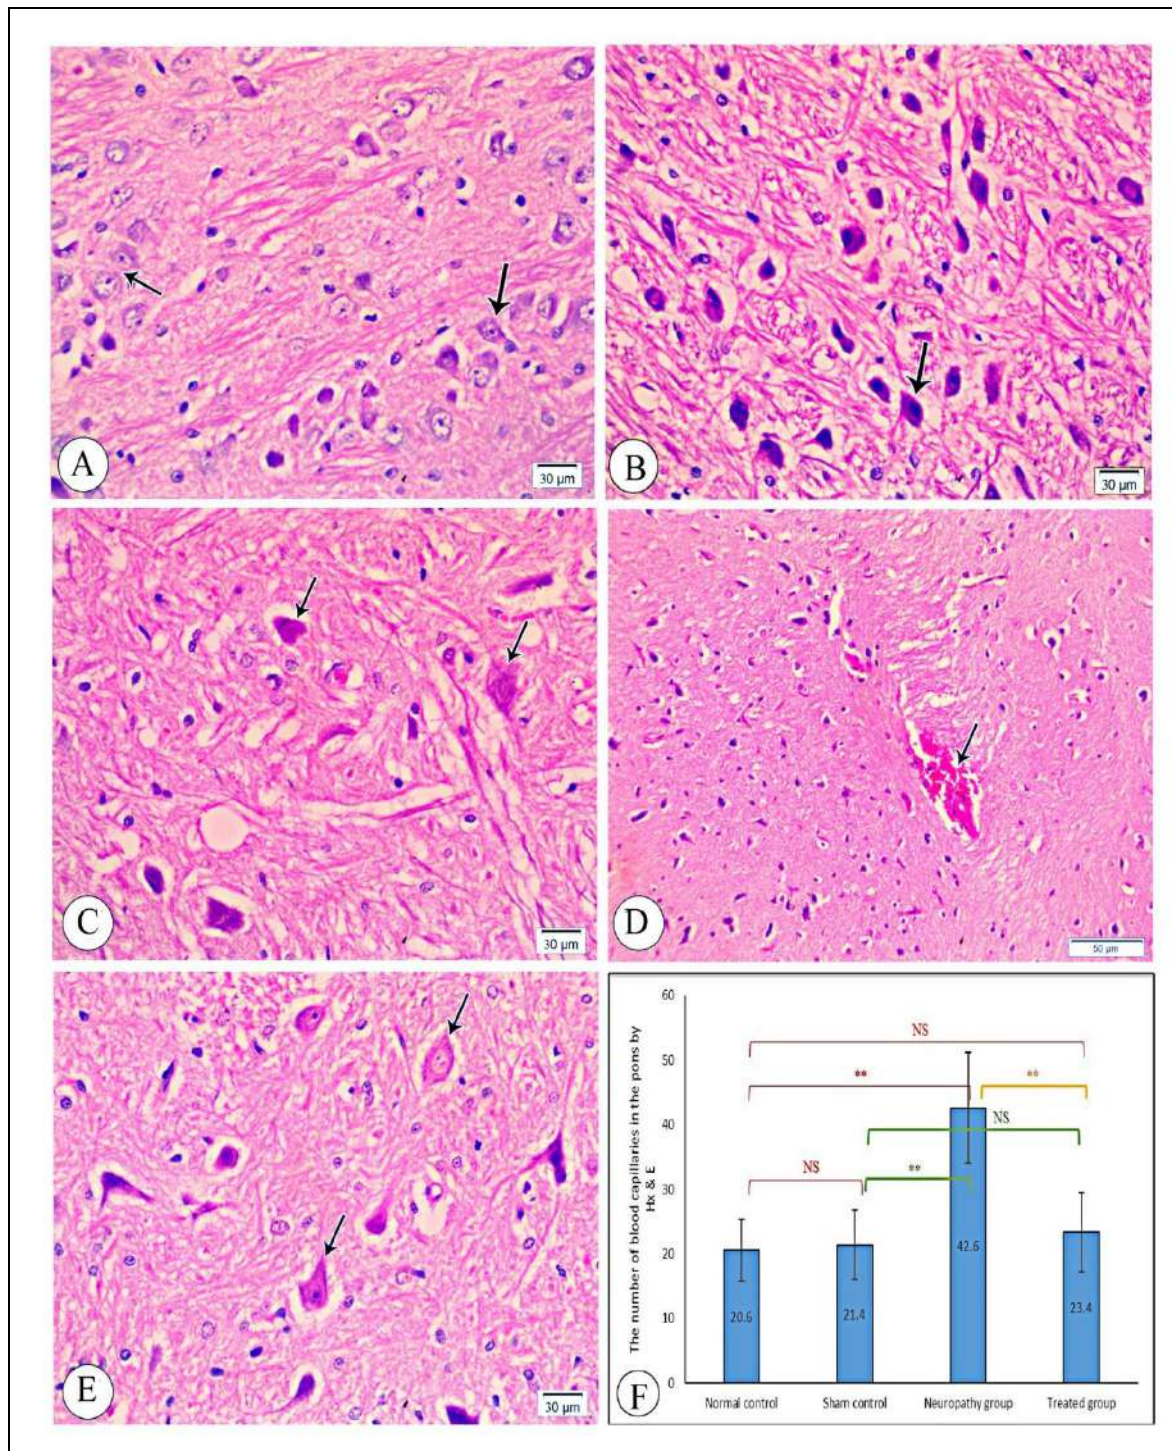 A
30 µm
B
30 µm
C
30 µm
D
50 µm
E
30 µm
The number of blood capillaries in the pons by
Hx & E
60
50
40
30
20
10
0
NS
**
**
NS
NS
**
20.6
21.4
42.6
23.4
Normal control
Sham control
Neuropathy group
Treated group
F